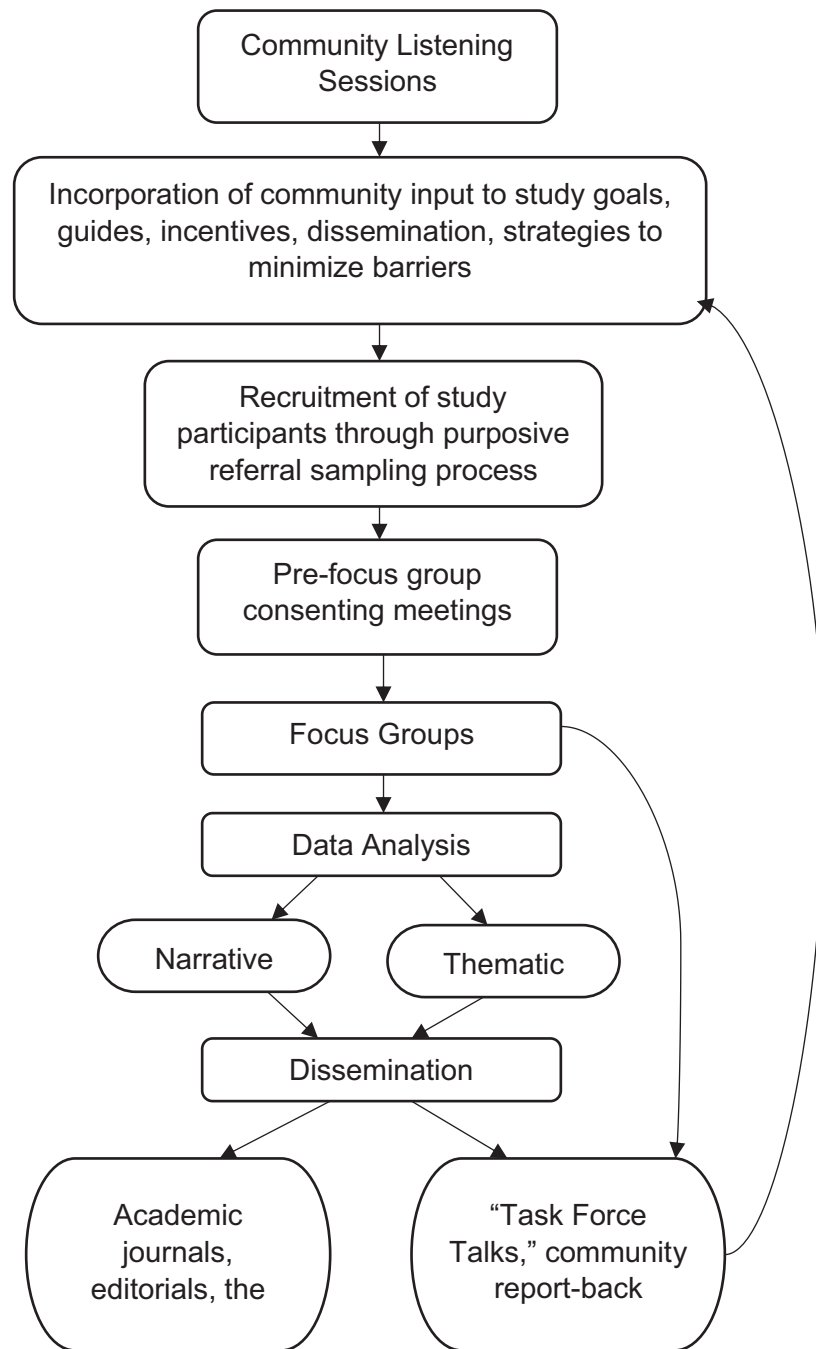 Community Listening
Sessions
Incorporation of community input to study goals,
guides, incentives, dissemination, strategies to
minimize barriers
Recruitment of study
participants through purposive
referral sampling process
Pre-focus group
consenting meetings
Focus Groups
Data Analysis
Narrative
Thematic
Dissemination
Academic
journals,
editorials, the
“Task Force
Talks,” community
report-back